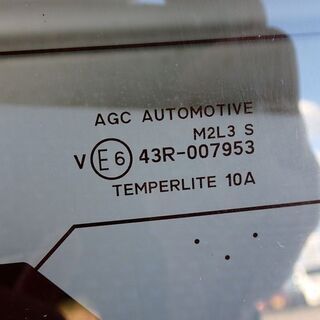 AGC AUTOMOTIVE
M2L3 S
V E6 43R-007953
TEMPERLITE 10A